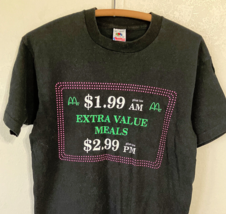 $1.99 AM
EXTRA VALUE
MEALS
$2.99 PM